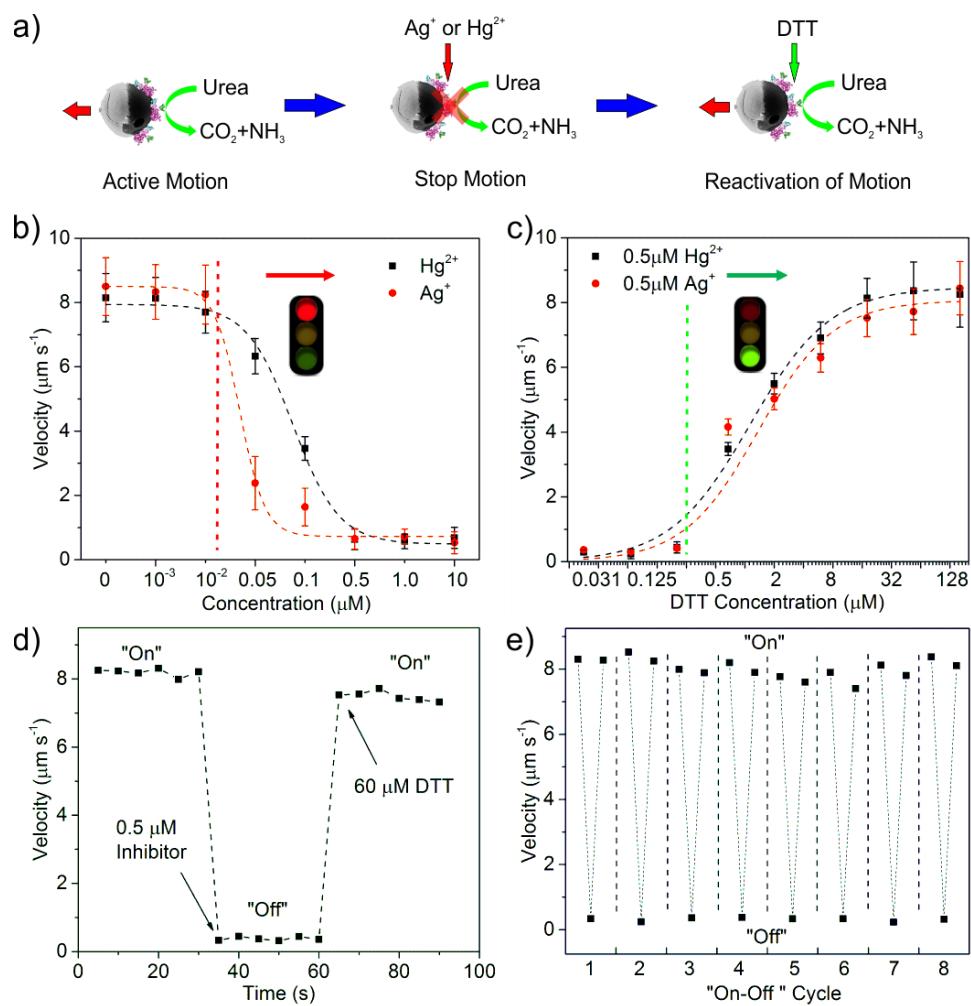 a)
Ag⁺ or Hg²⁺
DTT
Urea
CO₂+NH₃
Active Motion
Urea
CO₂+NH₃
Stop Motion
Urea
CO₂+NH₃
Reactivation of Motion
b)
10
8
6
4
2
0
Velocity (μm s⁻¹)
Hg²⁺
Ag⁺
0 10⁻³ 10⁻² 0.05 0.1 0.5 1.0 10
Concentration (μM)
c)
10
8
6
4
2
0
Velocity (μm s⁻¹)
0.5μM Hg²⁺
0.5μM Ag⁺
0.031 0.125 0.5 2 8 32 128
DTT Concentration (μM)
d)
8
6
4
2
0
Velocity (μm s⁻¹)
"On"
"On"
60 μM DTT
0.5 μM
Inhibitor
"Off"
0 20 40 60 80 100
Time (s)
e)
8
6
4
2
0
Velocity (μm s⁻¹)
"On"
"Off"
1 2 3 4 5 6 7 8
"On-Off " Cycle